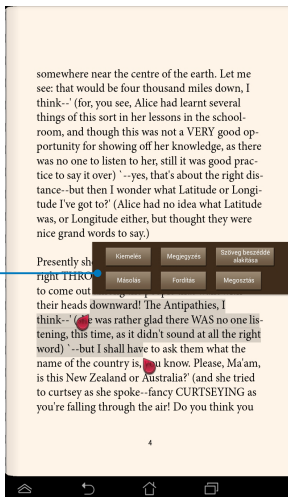 somewhere near the centre of the earth. Let me
see: that would be four thousand miles down, I
think--' (for, you see, Alice had learnt several
things of this sort in her lessons in the school-
room, and though this was not a VERY good op-
portunity for showing off her knowledge, as there
was no one to listen to her, still it was good prac-
tice to say it over) `--yes, that's about the right dis-
tance--but then I wonder what Latitude or Longi-
tude I've got to?' (Alice had no idea what Latitude
was, or Longitude either, but thought they were
nice grand words to say.)
Presently sh
Kiemelés
Megjegyzés
Szöveg beszéddé
alakítása
right THRO
Másolás
Fordítás
Megosztás
to come out
their heads downward! The Antipathies, I
think--' ( was rather glad there WAS no one lis-
tening, this time, as it didn't sound at all the right
word) `--but I shall have to ask them what the
name of the country is, know. Please, Ma'am,
is this New Zealand or Australia?' (and she tried
to curtsey as she spoke--fancy CURTSEYING as
you're falling through the air! Do you think you
4